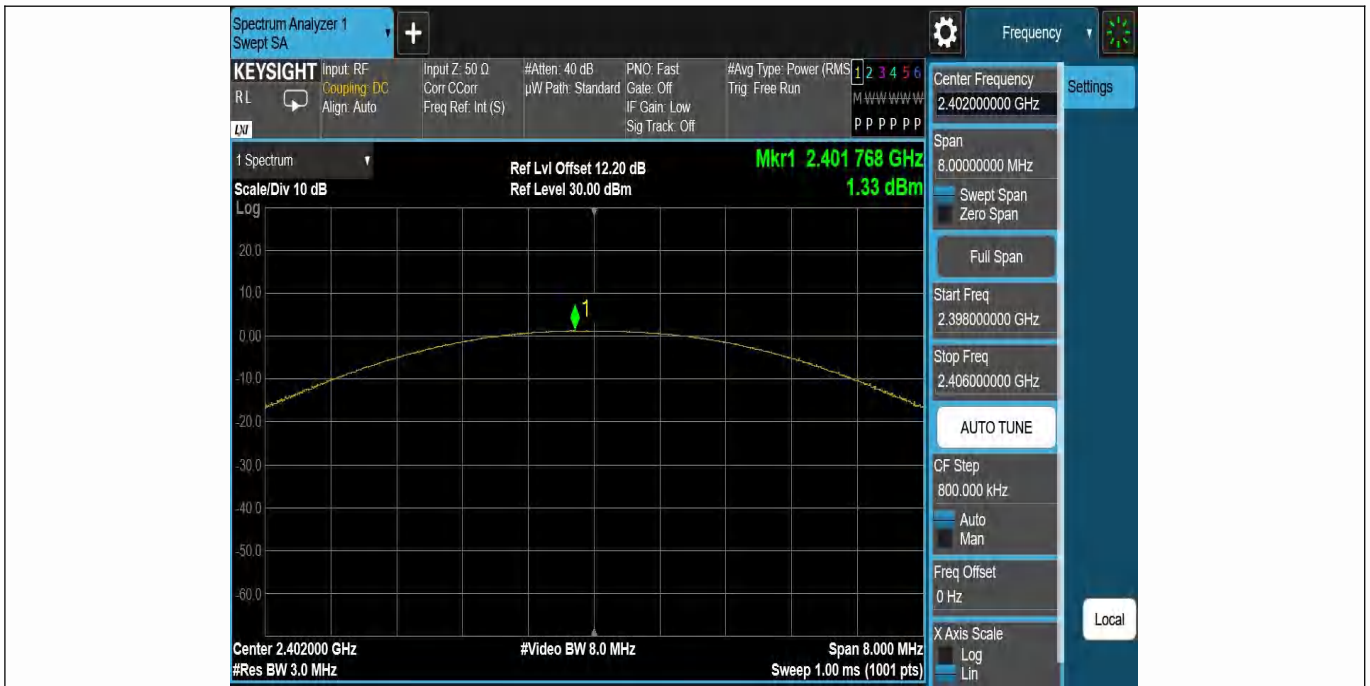 Spectrum Analyzer 1
Swept SA
+
Frequency
KEYSIGHT
RL
LXI
Input: RF
Coupling: DC
Align: Auto
Input Z: 50 Ω
Corr CCorr
Freq Ref: Int (S)
#Atten: 40 dB
µW Path: Standard
PNO: Fast
Gate: Off
IF Gain: Low
Sig Track: Off
#Avg Type: Power (RMS
Trig: Free Run
1 2 3 4 5 6
M W W W W W
P P P P P P
1 Spectrum
Scale/Div 10 dB
Log
Ref Lvl Offset 12.20 dB
Ref Level 30.00 dBm
Mkr1 2.401 768 GHz
1.33 dBm
1
20.0
10.0
0.00
-10.0
-20.0
-30.0
-40.0
-50.0
-60.0
Center 2.402000 GHz
#Res BW 3.0 MHz
#Video BW 8.0 MHz
Span 8.000 MHz
Sweep 1.00 ms (1001 pts)
Center Frequency
2.402000000 GHz
Span
8.00000000 MHz
Swept Span
Zero Span
Full Span
Start Freq
2.398000000 GHz
Stop Freq
2.406000000 GHz
AUTO TUNE
CF Step
800.000 kHz
Auto
Man
Freq Offset
0 Hz
X Axis Scale
Log
Lin
Settings
Local